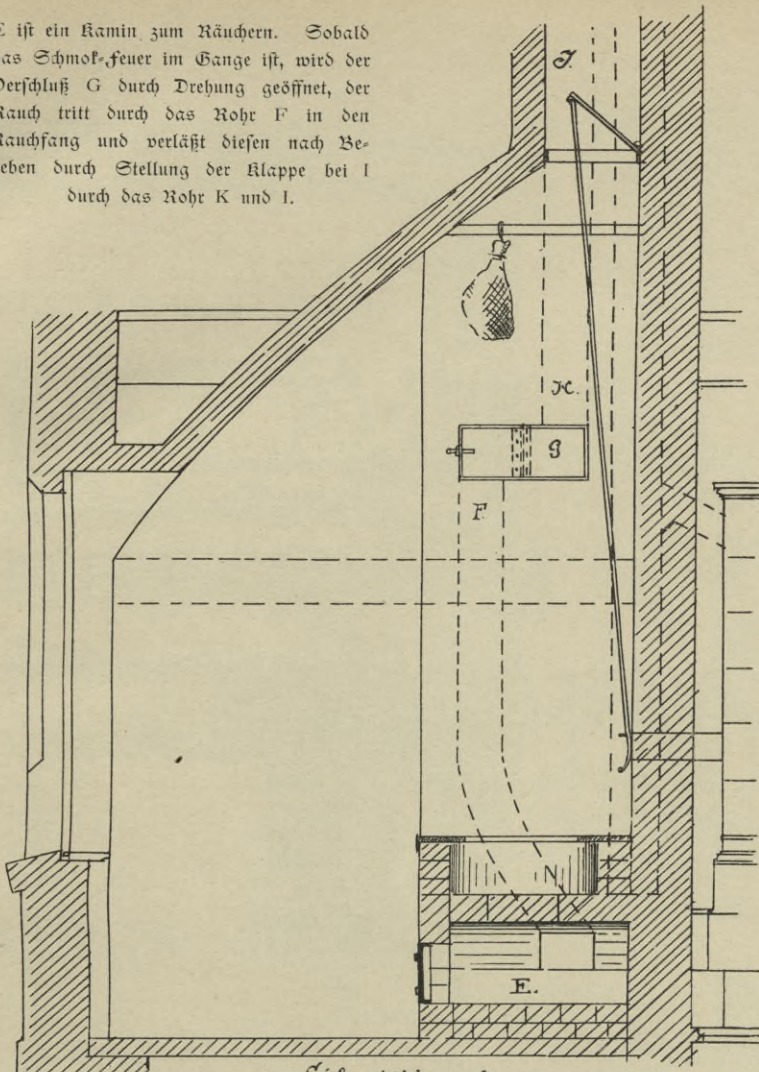 E ist ein Kamin zum Räuchern. Sobald
das Schmok-Feuer im Gange ist, wird der
Verschluß G durch Drehung geöffnet, der
Rauch tritt durch das Rohr F in den
Rauchfang und verläßt diesen nach Be-
lieben durch Stellung der Klappe bei I
durch das Rohr K und I.
J.
K.
G
F.
N
E.